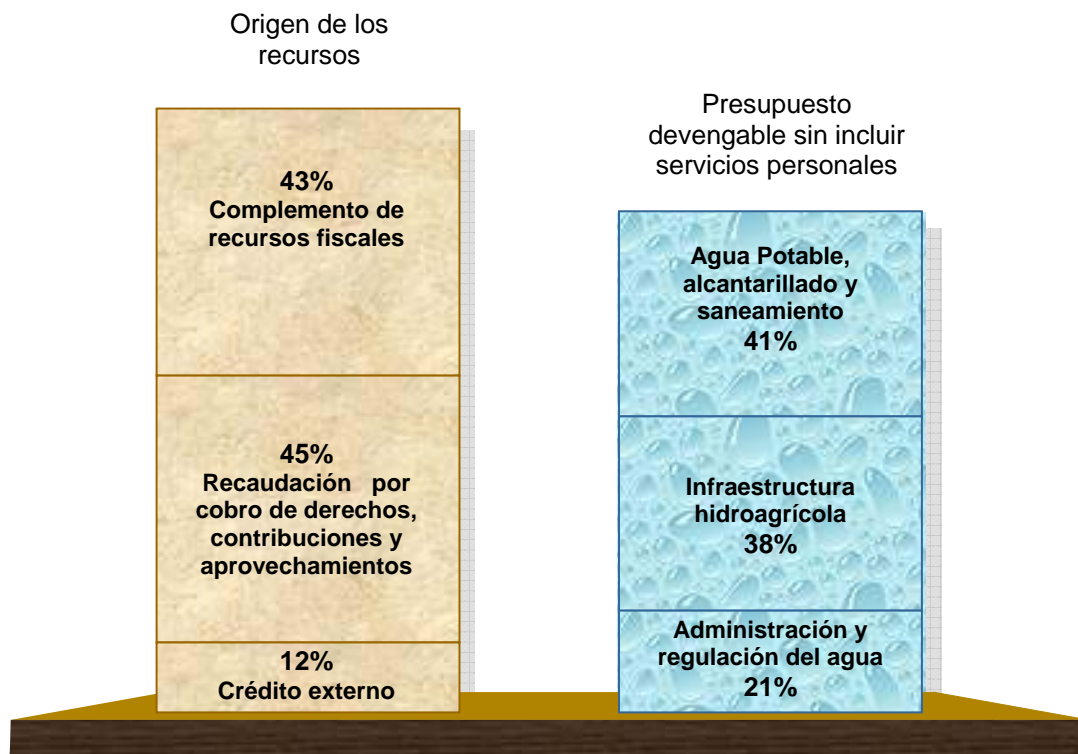 Origen de los
recursos
43%
Complemento de
recursos fiscales
45%
Recaudación por
cobro de derechos,
contribuciones y
aprovechamientos
12%
Crédito externo
Presupuesto
devengable sin incluir
servicios personales
Agua Potable,
alcantarillado y
saneamiento
41%
Infraestructura
hidroagrícola
38%
Administración y
regulación del agua
21%